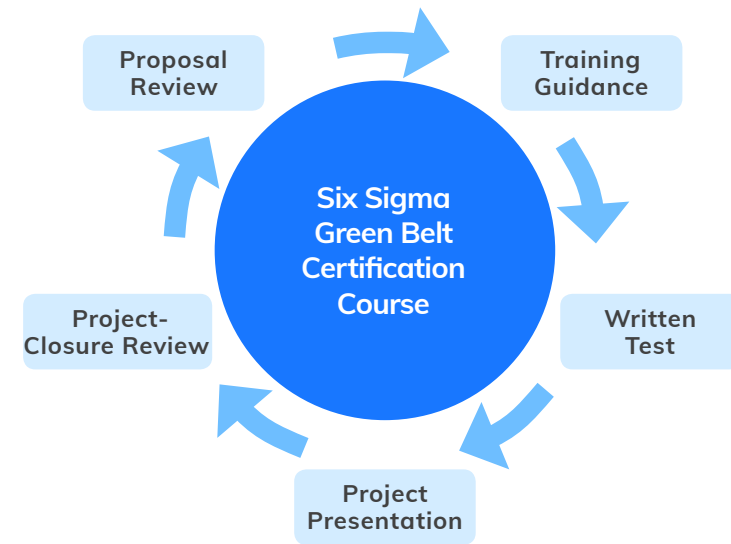 Proposal
Review
Training
Guidance
Six Sigma
Green Belt
Certification
Course
Project-
Closure Review
Written
Test
Project
Presentation